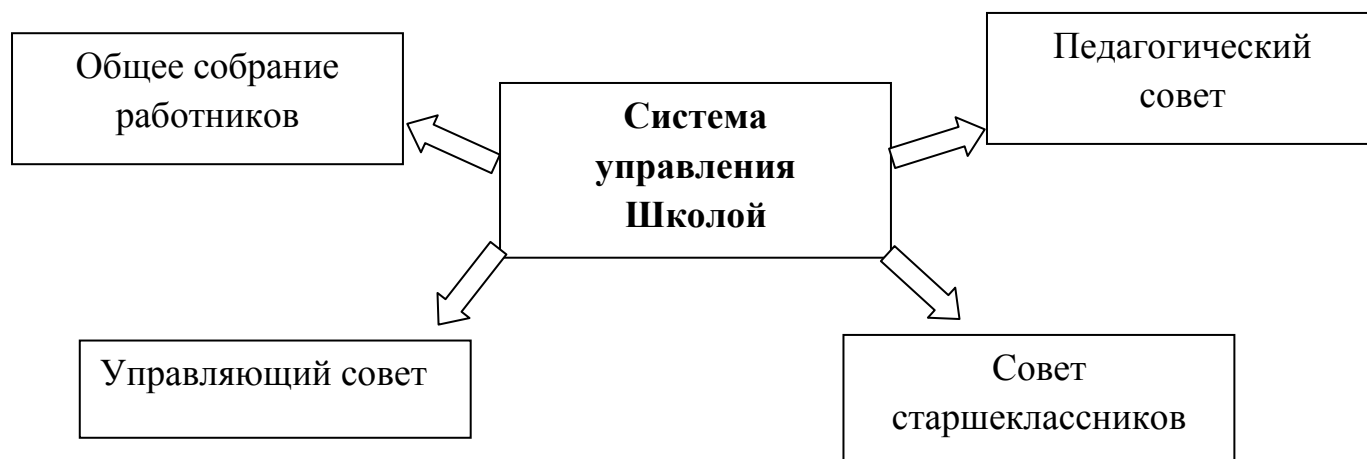 Общее собрание
работников
Педагогический
совет
Система
управления
Школой
Управляющий совет
Совет
старшеклассников